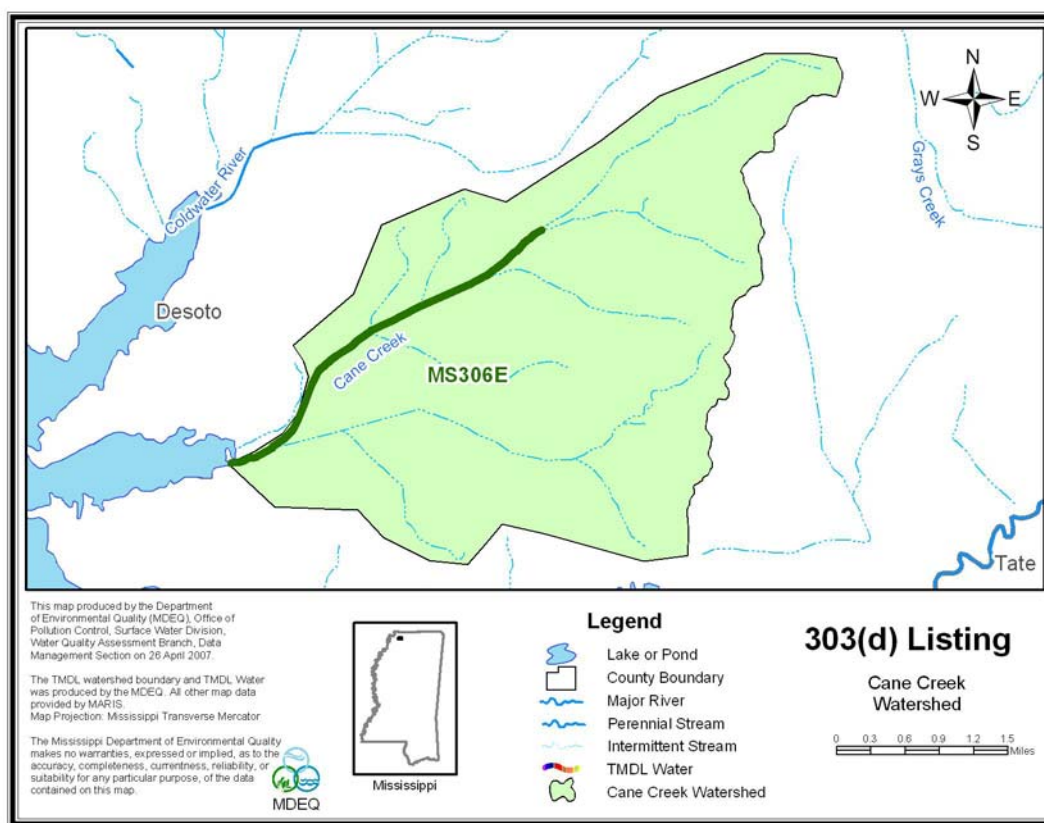 N
W E
S
Coldwater River
Grays Creek
Desoto
Cane Creek
MS306E
Tate
This map produced by the Department
of Environmental Quality (MDEQ), Office of
Pollution Control, Surface Water Division,
Water Quality Assessment Branch, Data
Management Section on 26 April 2007.
The TMDL watershed boundary and TMDL Water
was produced by the MDEQ. All other map data
provided by MARIS.
Map Projection: Mississippi Transverse Mercator
The Mississippi Department of Environmental Quality
makes no warranties, expressed or implied, as to the
accuracy, completeness, currentness, reliability, or
suitability for any particular purpose, of the data
contained on this map.
MDEQ
Mississippi
Legend
Lake or Pond
County Boundary
Major River
Perennial Stream
Intermittent Stream
TMDL Water
Cane Creek Watershed
303(d) Listing
Cane Creek
Watershed
0 0.3 0.6 0.9 1.2 1.5
Miles